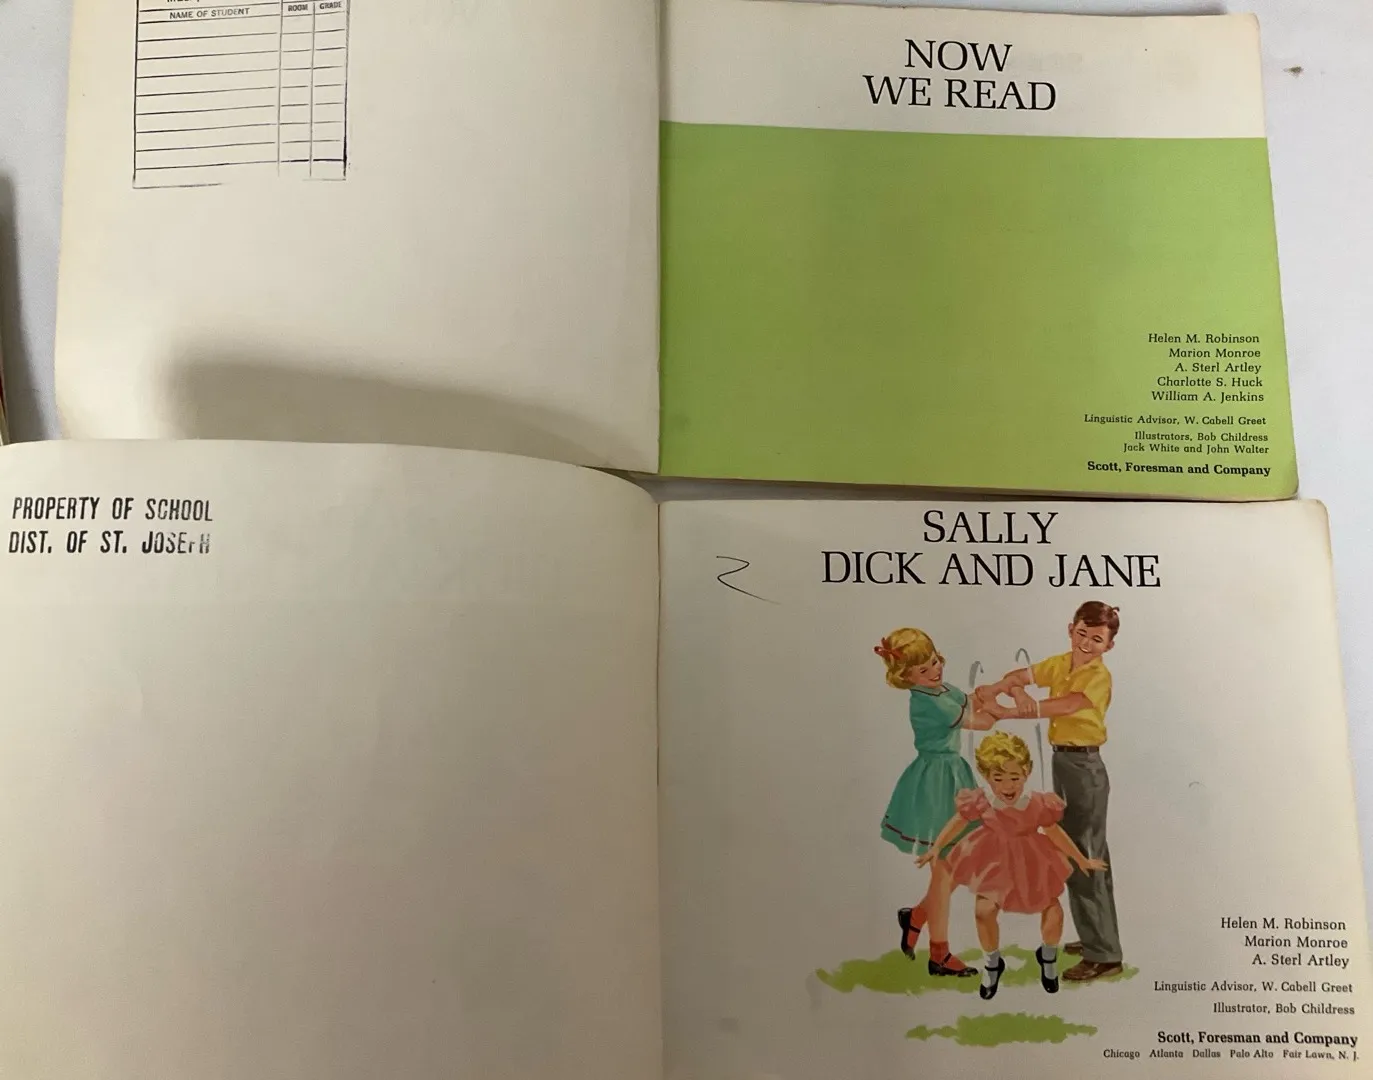 NAME OF STUDENT ROOM GRADE
NOW
WE READ
Helen M. Robinson
Marion Monroe
A. Sterl Artley
Charlotte S. Huck
William A. Jenkins
Linguistic Advisor, W. Cabell Greet
Illustrators, Bob Childress
Jack White and John Walter
Scott, Foresman and Company
PROPERTY OF SCHOOL
DIST. OF ST. JOSEPH
SALLY
DICK AND JANE
Helen M. Robinson
Marion Monroe
A. Sterl Artley
Linguistic Advisor, W. Cabell Greet
Illustrator, Bob Childress
Scott, Foresman and Company
Chicago Atlanta Dallas Palo Alto Fair Lawn, N. J.